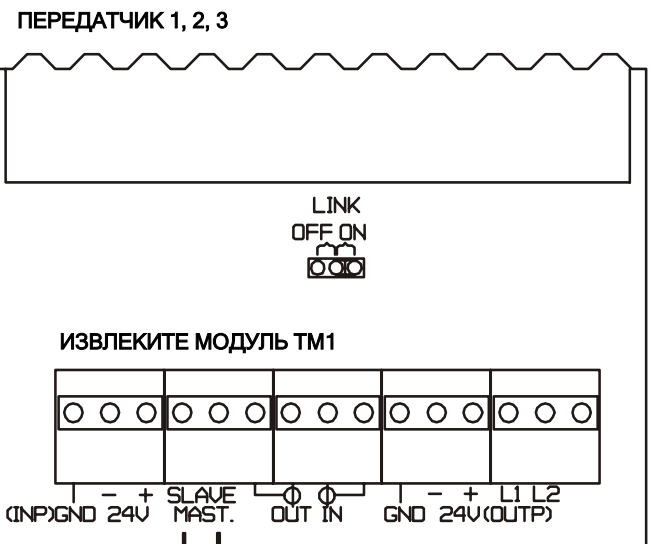 ПЕРЕДАТЧИК 1, 2, 3
LINK
OFF ON
ИЗВЛЕКИТЕ МОДУЛЬ ТМ1
- + SLAVE - + L1 L2
(INP)GND 24V MAST. OUT IN GND 24V(OUTP)